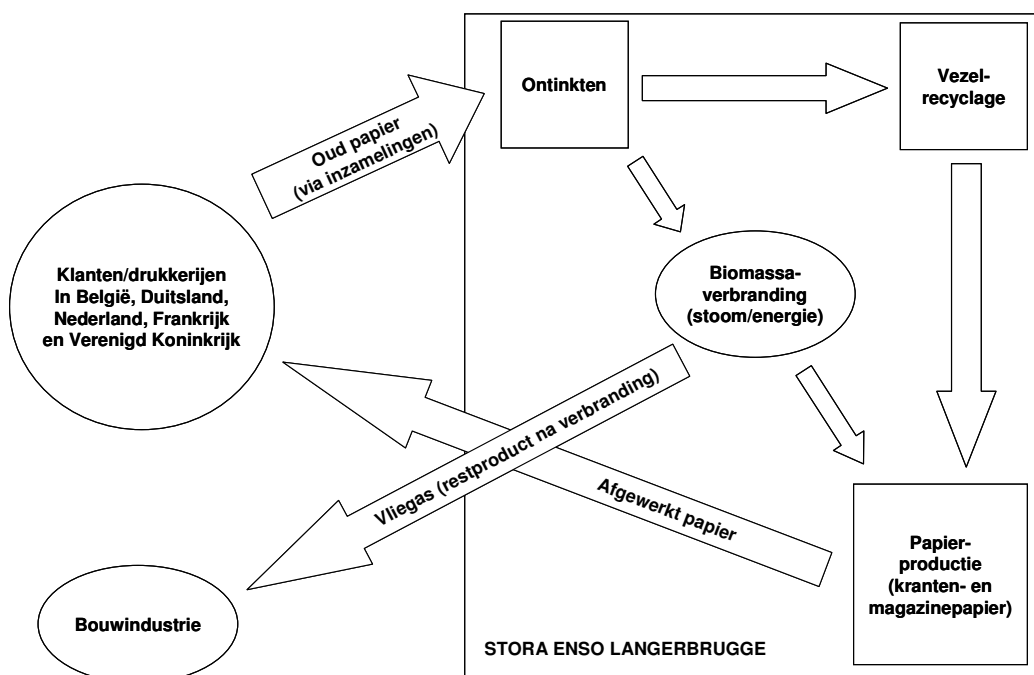 Ontinkten
Vezel-
recyclage
Oud papier
(via inzamelingen)
Klanten/drukkerijen
In België, Duitsland,
Nederland, Frankrijk
en Verenigd Koninkrijk
Biomassa-
verbranding
(stoom/energie)
Vliegas (restproduct na verbranding)
Afgewerkt papier
Papier-
productie
(kranten- en
magazinepapier)
Bouwindustrie
STORA ENSO LANGERBRUGGE